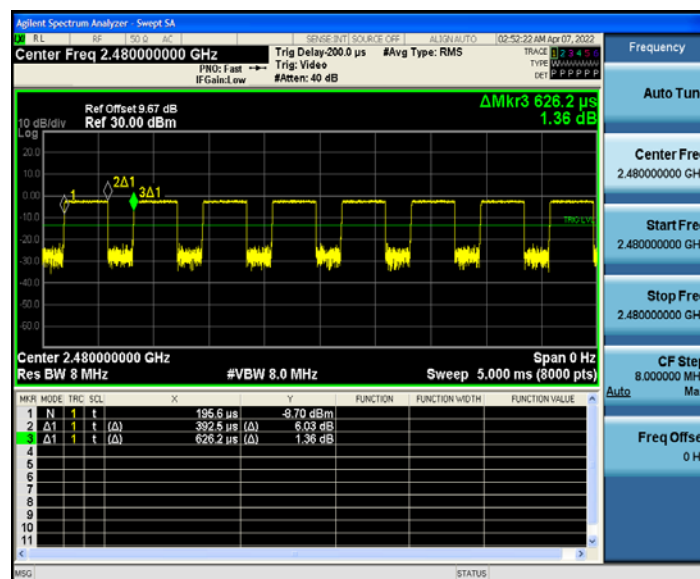 Agilent Spectrum Analyzer - Swept SA
RL RF 50 Ω AC SENSE:INT SOURCE OFF ALIGN AUTO 02:52:22 AM Apr 07, 2022
Center Freq 2.480000000 GHz
PNO: Fast
IFGain:Low
Trig Delay-200.0 µs
Trig: Video
#Atten: 40 dB
#Avg Type: RMS
TRACE 1 2 3 4 5 6
TYPE WWWWWW
DET P P P P P P
Ref Offset 9.67 dB
Ref 30.00 dBm
10 dB/div
Log
ΔMkr3 626.2 µs
1.36 dB
20.0
10.0
0.00
-10.0
-20.0
-30.0
-40.0
-50.0
-60.0
1
2Δ1
3Δ1
TRIG LVL
Center 2.480000000 GHz Span 0 Hz
Res BW 8 MHz #VBW 8.0 MHz Sweep 5.000 ms (8000 pts)
MKR MODE TRC SCL X Y FUNCTION FUNCTION WIDTH FUNCTION VALUE
1 N 1 t 195.6 µs -8.70 dBm
2 Δ1 1 t (Δ) 392.5 µs (Δ) 6.03 dB
3 Δ1 1 t (Δ) 626.2 µs (Δ) 1.36 dB
4
5
6
7
8
9
10
11
MSG STATUS
Frequency
Auto Tun
Center Fre
2.480000000 GH
Start Fre
2.480000000 GH
Stop Fre
2.480000000 GH
CF Step
8.000000 MH
Auto Ma
Freq Offse
0 H